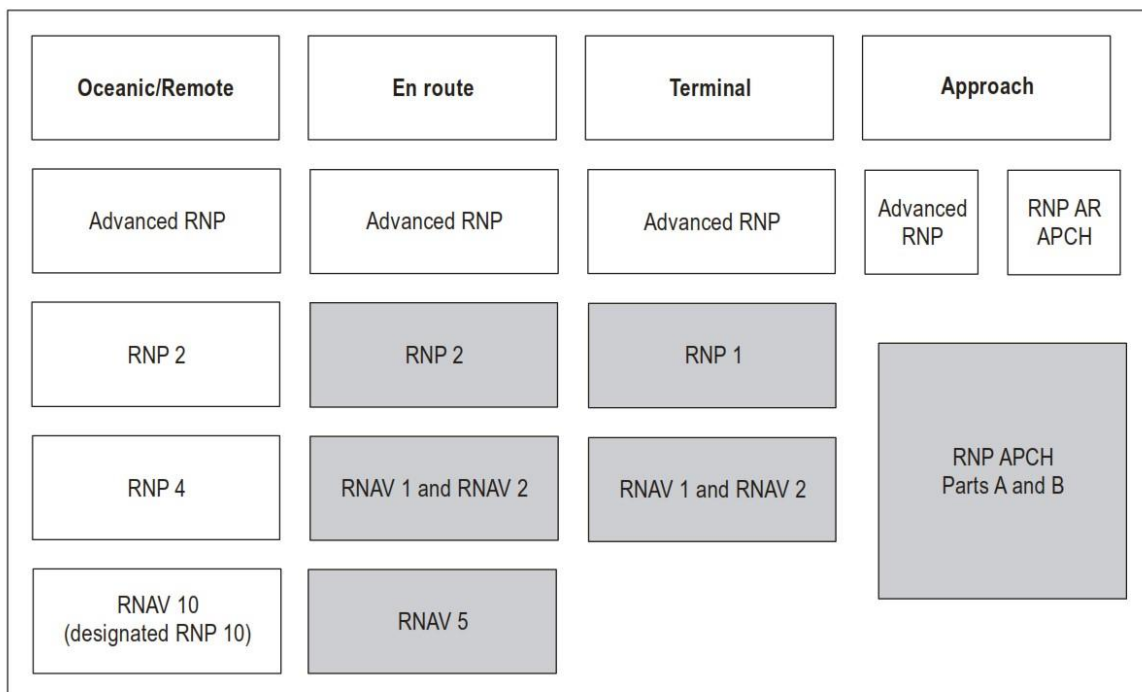 Oceanic/Remote
En route
Terminal
Approach
Advanced RNP
Advanced RNP
Advanced RNP
Advanced
RNP
RNP AR
APCH
RNP 2
RNP 2
RNP 1
RNP 4
RNAV 1 and RNAV 2
RNAV 1 and RNAV 2
RNP APCH
Parts A and B
RNAV 10
(designated RNP 10)
RNAV 5